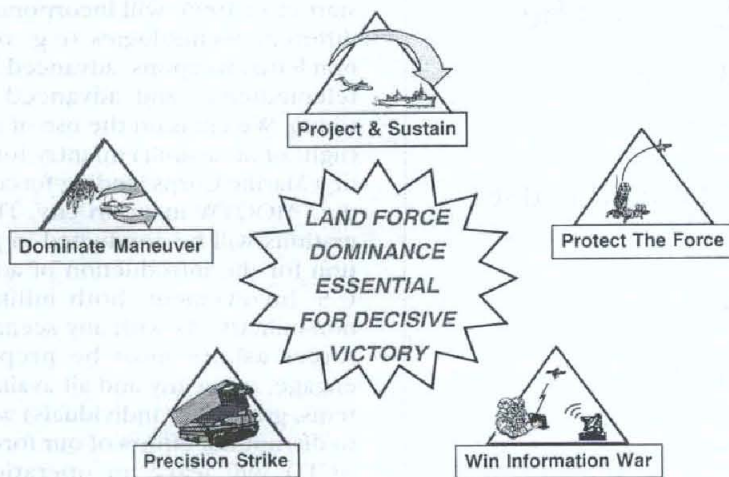 Project & Sustain
Dominate Maneuver
Protect The Force
LAND FORCE
DOMINANCE
ESSENTIAL
FOR DECISIVE
VICTORY
Precision Strike
Win Information War